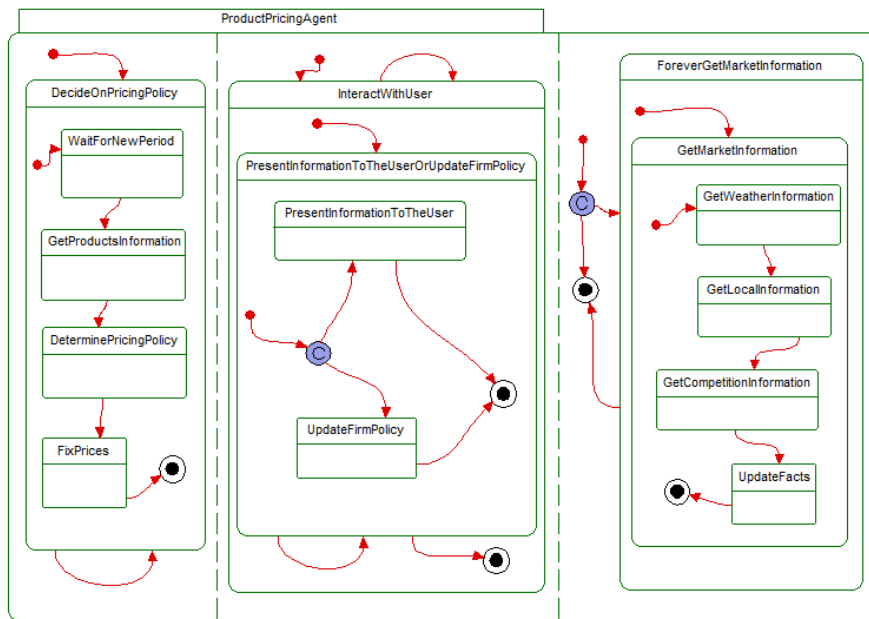 ProductPricingAgent
DecideOnPricingPolicy
WaitForNewPeriod
GetProductsInformation
DeterminePricingPolicy
FixPrices
InteractWithUser
PresentInformationToTheUserOrUpdateFirmPolicy
PresentInformationToTheUser
C
UpdateFirmPolicy
C
ForeverGetMarketInformation
GetMarketInformation
GetWeatherInformation
GetLocalInformation
GetCompetitionInformation
UpdateFacts